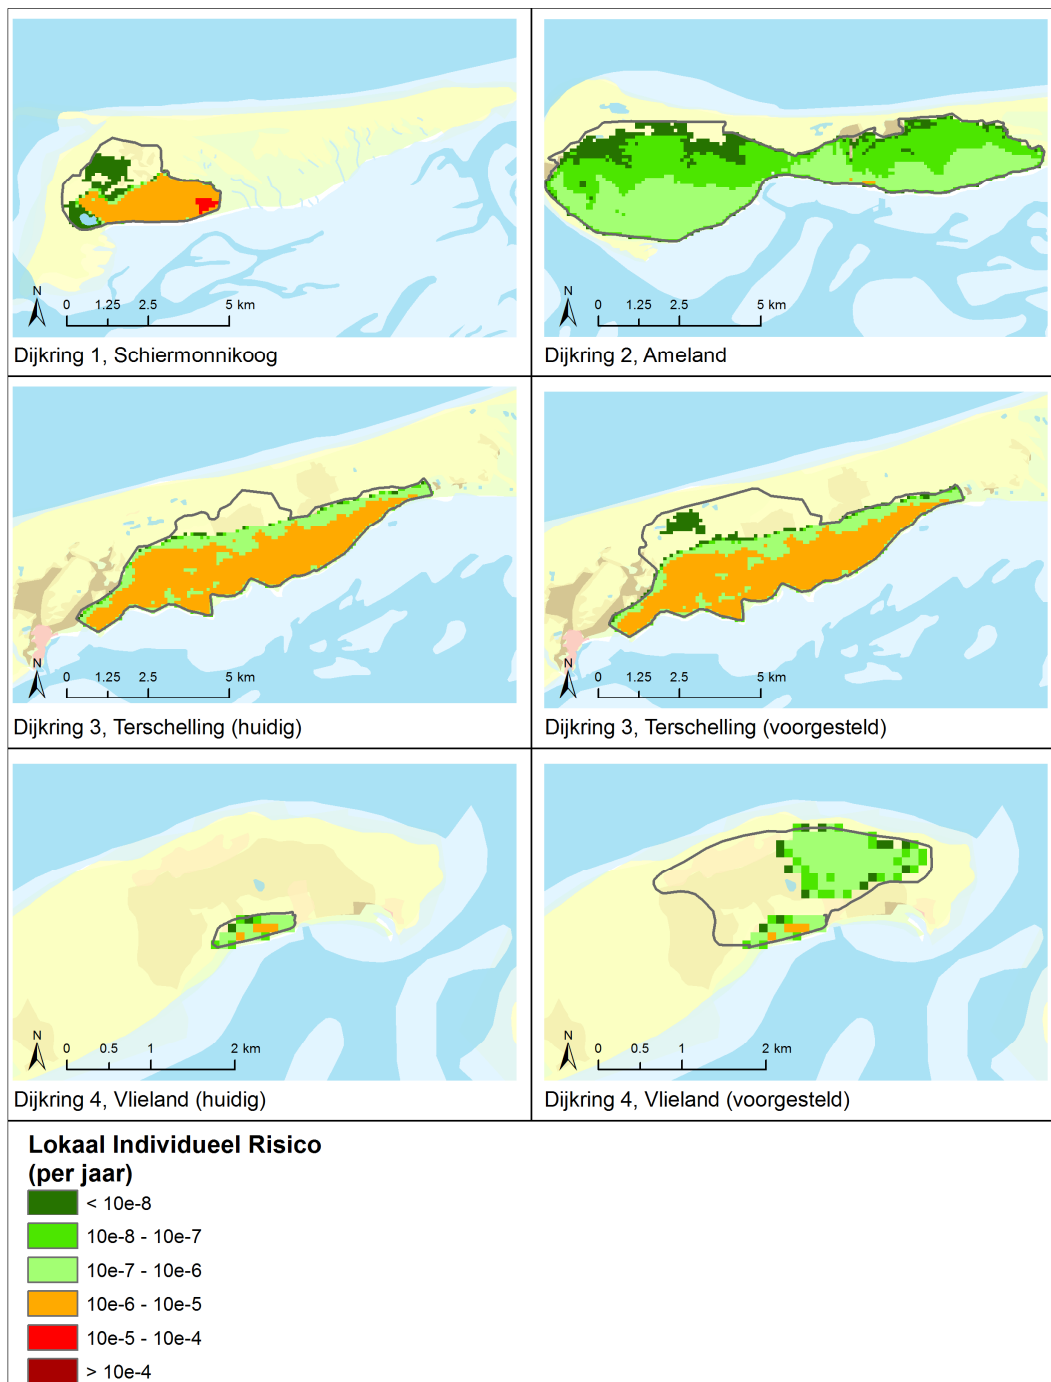 N
0 1.25 2.5 5 km
Dijkring 1, Schiermonnikoog
N
0 1.25 2.5 5 km
Dijkring 2, Ameland
N
0 1.25 2.5 5 km
Dijkring 3, Terschelling (huidig)
N
0 1.25 2.5 5 km
Dijkring 3, Terschelling (voorgesteld)
N
0 0.5 1 2 km
Dijkring 4, Vlieland (huidig)
N
0 0.5 1 2 km
Dijkring 4, Vlieland (voorgesteld)
Lokaal Individueel Risico
(per jaar)
< 10e-8
10e-8 - 10e-7
10e-7 - 10e-6
10e-6 - 10e-5
10e-5 - 10e-4
> 10e-4